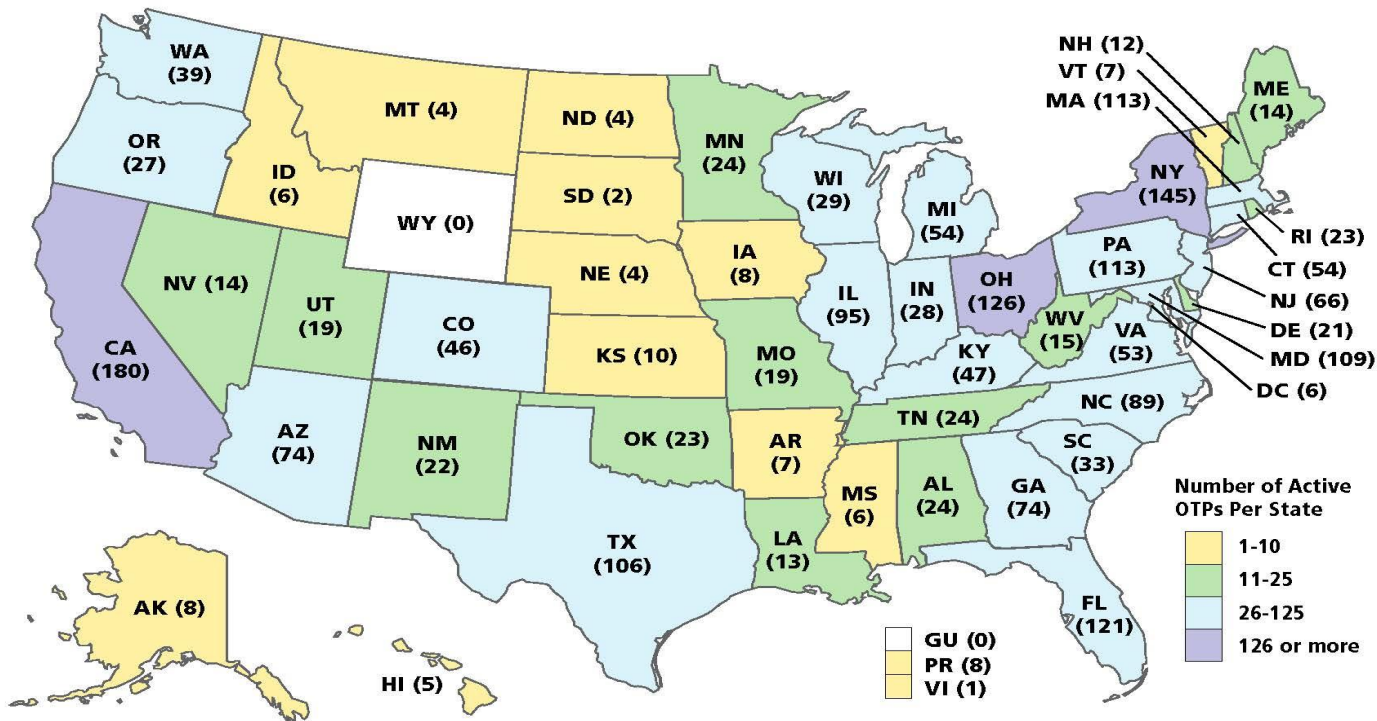 WA
(39)
OR
(27)
CA
(180)
NV (14)
ID
(6)
MT (4)
WY (0)
UT
(19)
AZ
(74)
CO
(46)
NM
(22)
ND (4)
SD (2)
NE (4)
KS (10)
OK (23)
TX
(106)
MN
(24)
IA
(8)
MO
(19)
AR
(7)
LA
(13)
WI
(29)
IL
(95)
MI
(54)
IN
(28)
OH
(126)
KY
(47)
TN (24)
MS
(6)
AL
(24)
GA
(74)
FL
(121)
SC
(33)
NC (89)
VA
(53)
WV
(15)
PA
(113)
NY
(145)
ME
(14)
NH (12)
VT (7)
MA (113)
RI (23)
CT (54)
NJ (66)
DE (21)
MD (109)
DC (6)
AK (8)
HI (5)
GU (0)
PR (8)
VI (1)
Number of Active
OTPs Per State
1-10
11-25
26-125
126 or more